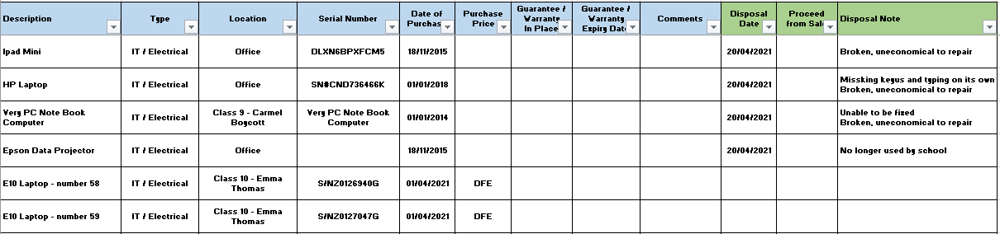 Description Type Location Serial Number Date of Purchas Purchase Price Guarantee / Warranty In Place Guarantee / Warranty Expiry Date Comments Disposal Date Proceed from Sale Disposal Note
Ipad Mini IT / Electrical Office DLXN6BPXFCM5 18/11/2015 20/04/2021 Broken, uneconomical to repair
HP Laptop IT / Electrical Office SN#CND736466K 01/01/2018 20/04/2021 Missking keyus and typing on its own
Broken, uneconomical to repair
Very PC Note Book Computer IT / Electrical Class 9 - Carmel Boycott Very PC Note Book Computer 01/01/2014 20/04/2021 Unable to be fixed
Broken, uneconomical to repair
Epson Data Projector IT / Electrical Office 18/11/2015 20/04/2021 No longer used by school
E10 Laptop - number 58 IT / Electrical Class 10 - Emma Thomas S/NZ0126940G 01/04/2021 DFE
E10 Laptop - number 59 IT / Electrical Class 10 - Emma Thomas S/NZ0127047G 01/04/2021 DFE